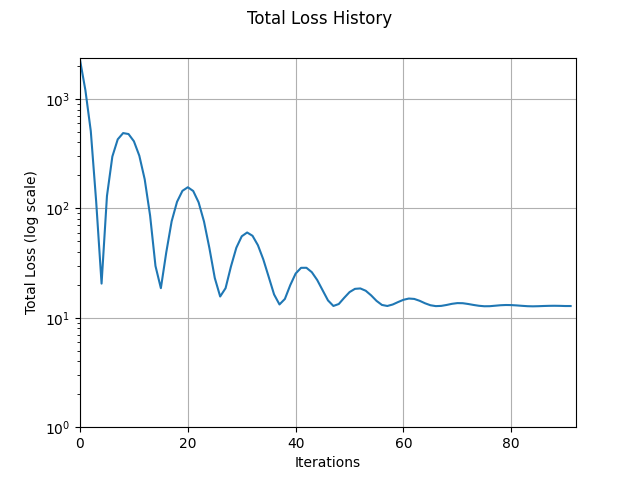 Total Loss History
Total Loss (log scale)
10³
10²
10¹
10⁰
0 20 40 60 80
Iterations